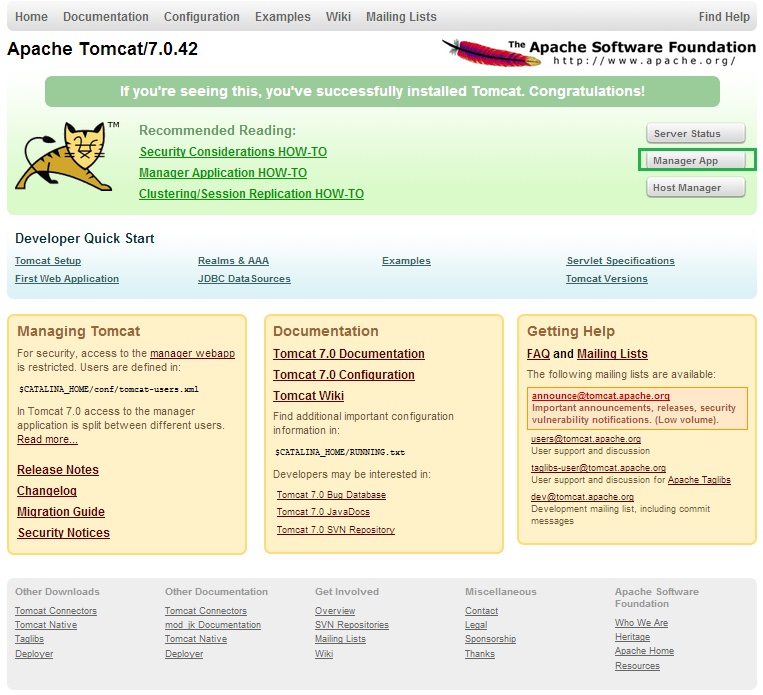 Home Documentation Configuration Examples Wiki Mailing Lists Find Help
Apache Tomcat/7.0.42
The Apache Software Foundation
http://www.apache.org/
If you're seeing this, you've successfully installed Tomcat. Congratulations!
TM
Recommended Reading:
Security Considerations HOW-TO
Manager Application HOW-TO
Clustering/Session Replication HOW-TO
Server Status
Manager App
Host Manager
Developer Quick Start
Tomcat Setup
First Web Application
Realms & AAA
JDBC DataSources
Examples
Servlet Specifications
Tomcat Versions
Managing Tomcat
For security, access to the manager webapp
is restricted. Users are defined in:
$CATALINA_HOME/conf/tomcat-users.xml
In Tomcat 7.0 access to the manager
application is split between different users.
Read more...
Release Notes
Changelog
Migration Guide
Security Notices
Documentation
Tomcat 7.0 Documentation
Tomcat 7.0 Configuration
Tomcat Wiki
Find additional important configuration
information in:
$CATALINA_HOME/RUNNING.txt
Developers may be interested in:
Tomcat 7.0 Bug Database
Tomcat 7.0 JavaDocs
Tomcat 7.0 SVN Repository
Getting Help
FAQ and Mailing Lists
The following mailing lists are available:
announce@tomcat.apache.org
Important announcements, releases, security
vulnerability notifications. (Low volume).
users@tomcat.apache.org
User support and discussion
taglibs-user@tomcat.apache.org
User support and discussion for Apache Taglibs
dev@tomcat.apache.org
Development mailing list, including commit
messages
Other Downloads
Tomcat Connectors
Tomcat Native
Taglibs
Deployer
Other Documentation
Tomcat Connectors
mod_jk Documentation
Tomcat Native
Deployer
Get Involved
Overview
SVN Repositories
Mailing Lists
Wiki
Miscellaneous
Contact
Legal
Sponsorship
Thanks
Apache Software
Foundation
Who We Are
Heritage
Apache Home
Resources